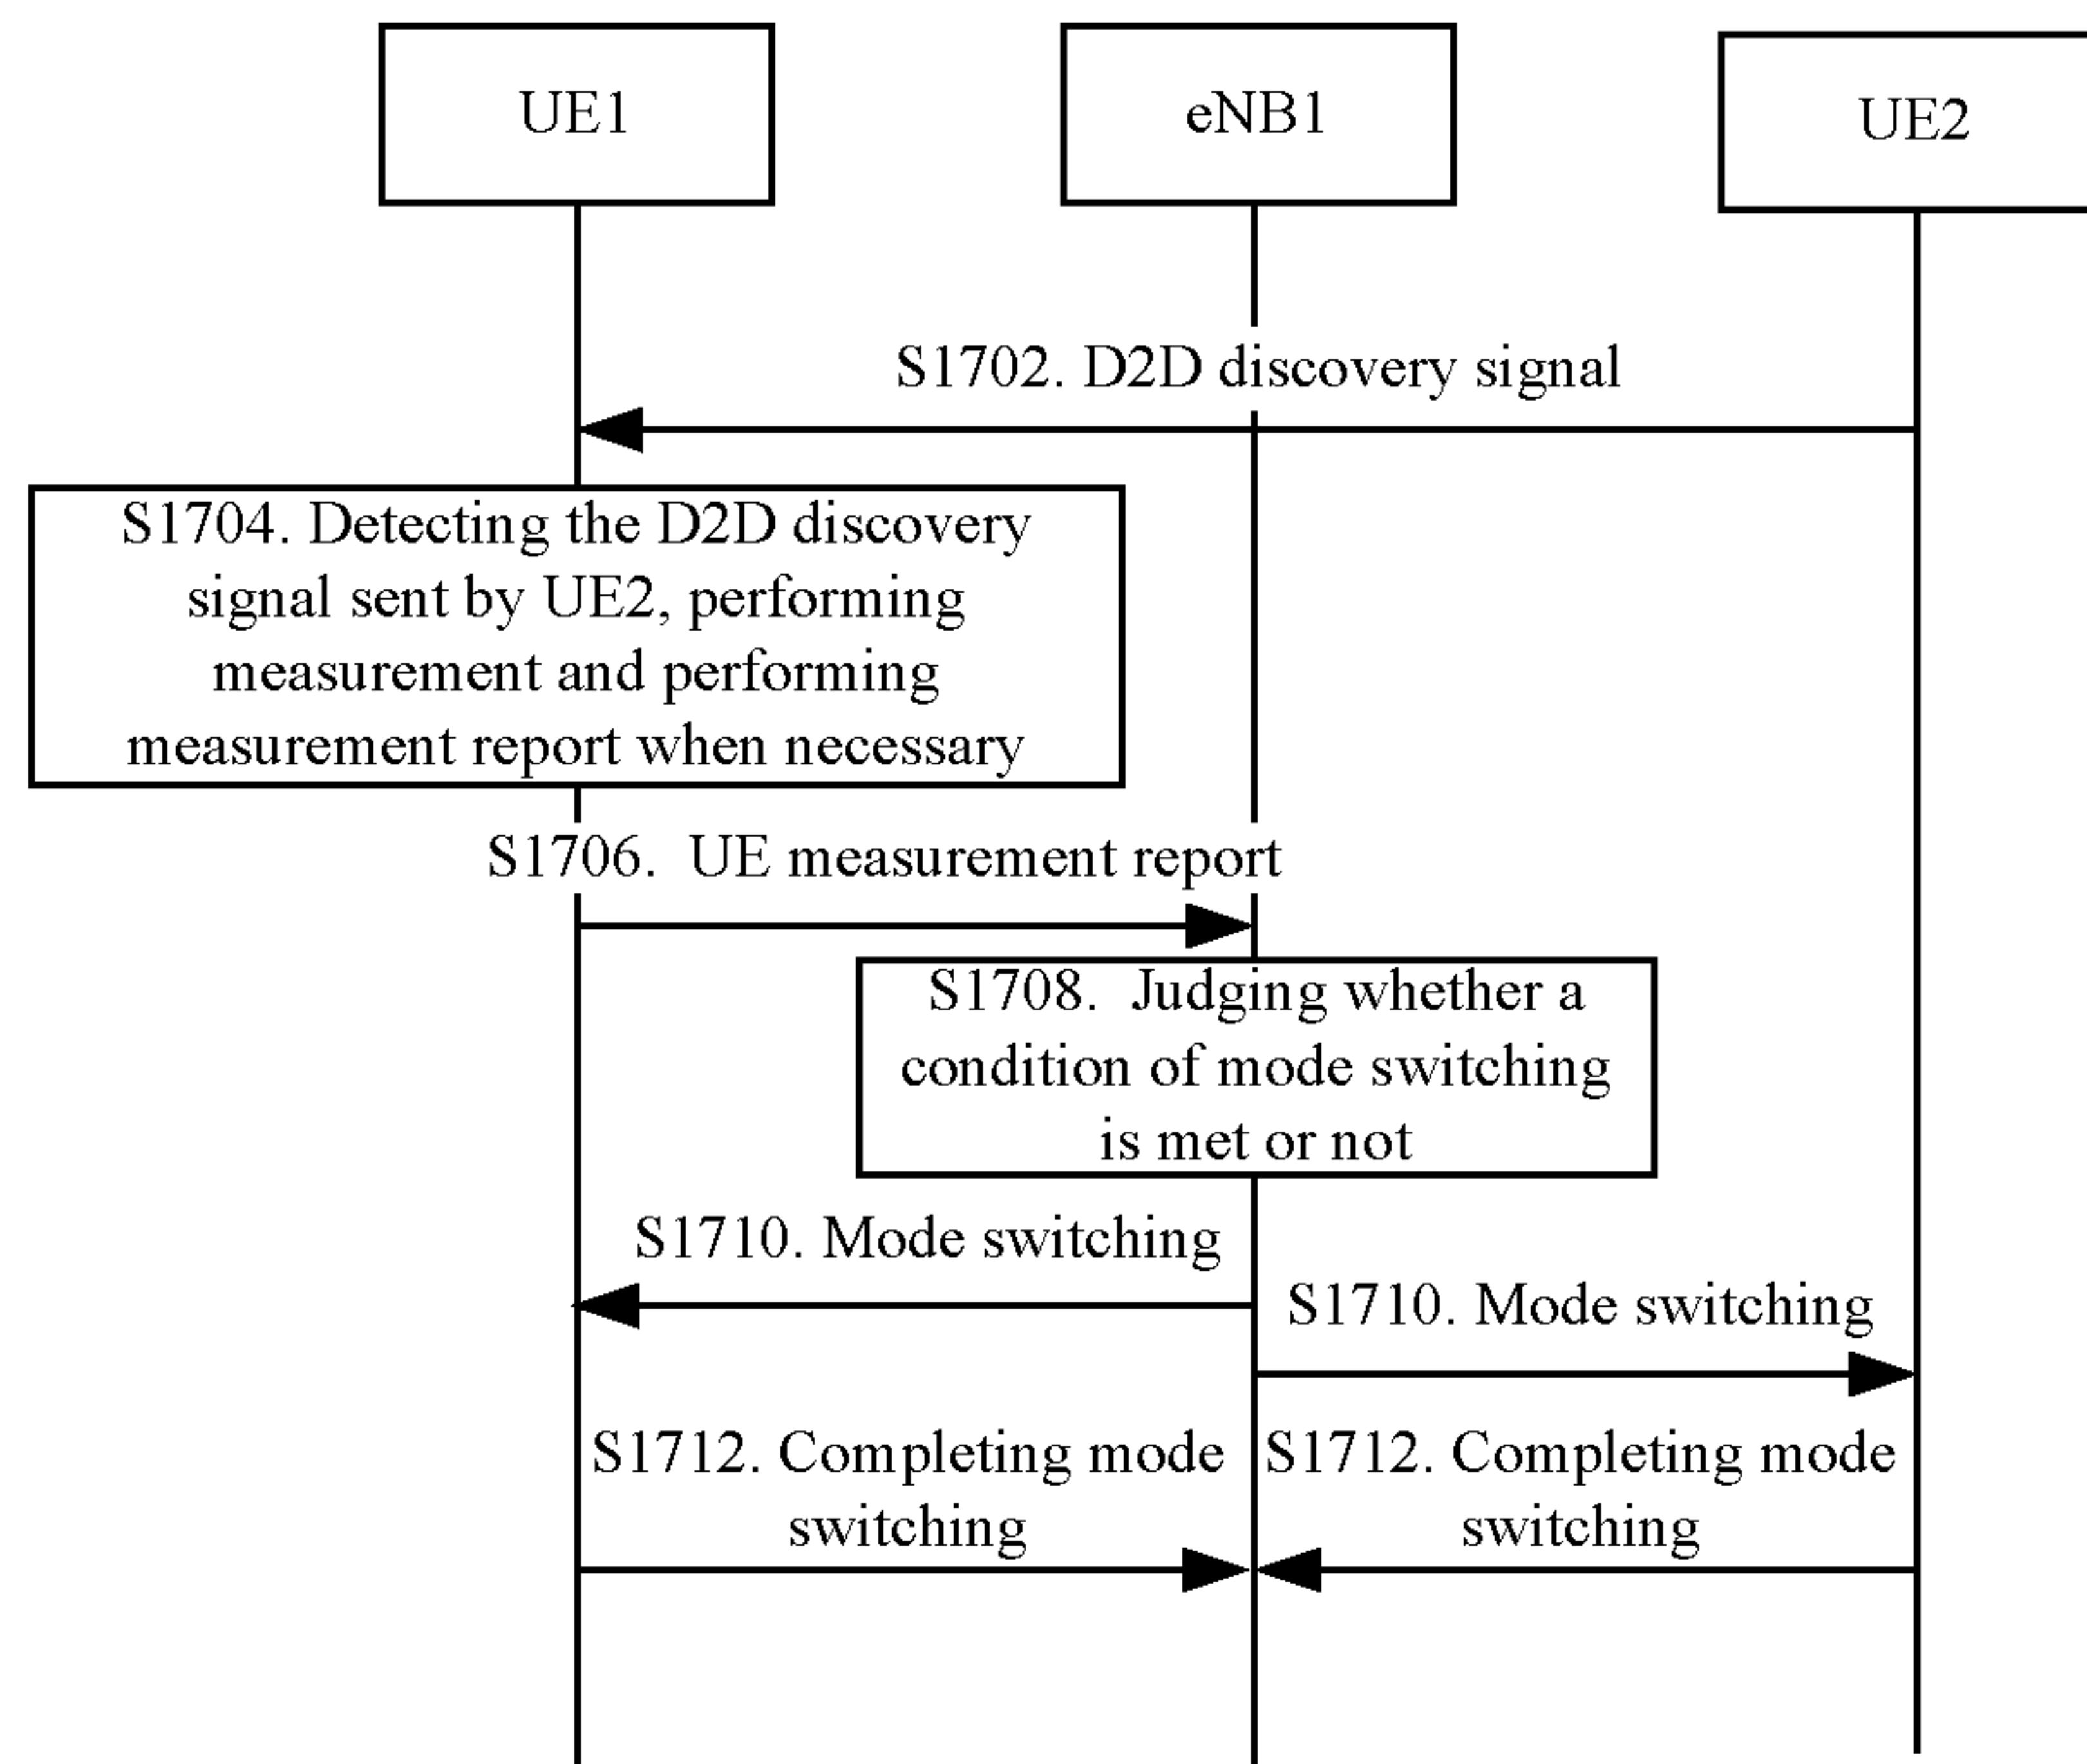 UE1
eNB1
UE2
S1702. D2D discovery signal
S1704. Detecting the D2D discovery
signal sent by UE2, performing
measurement and performing
measurement report when necessary
S1706. UE measurement report
S1708. Judging whether a
condition of mode switching
is met or not
S1710. Mode switching
S1710. Mode switching
S1712. Completing mode
switching
S1712. Completing mode
switching